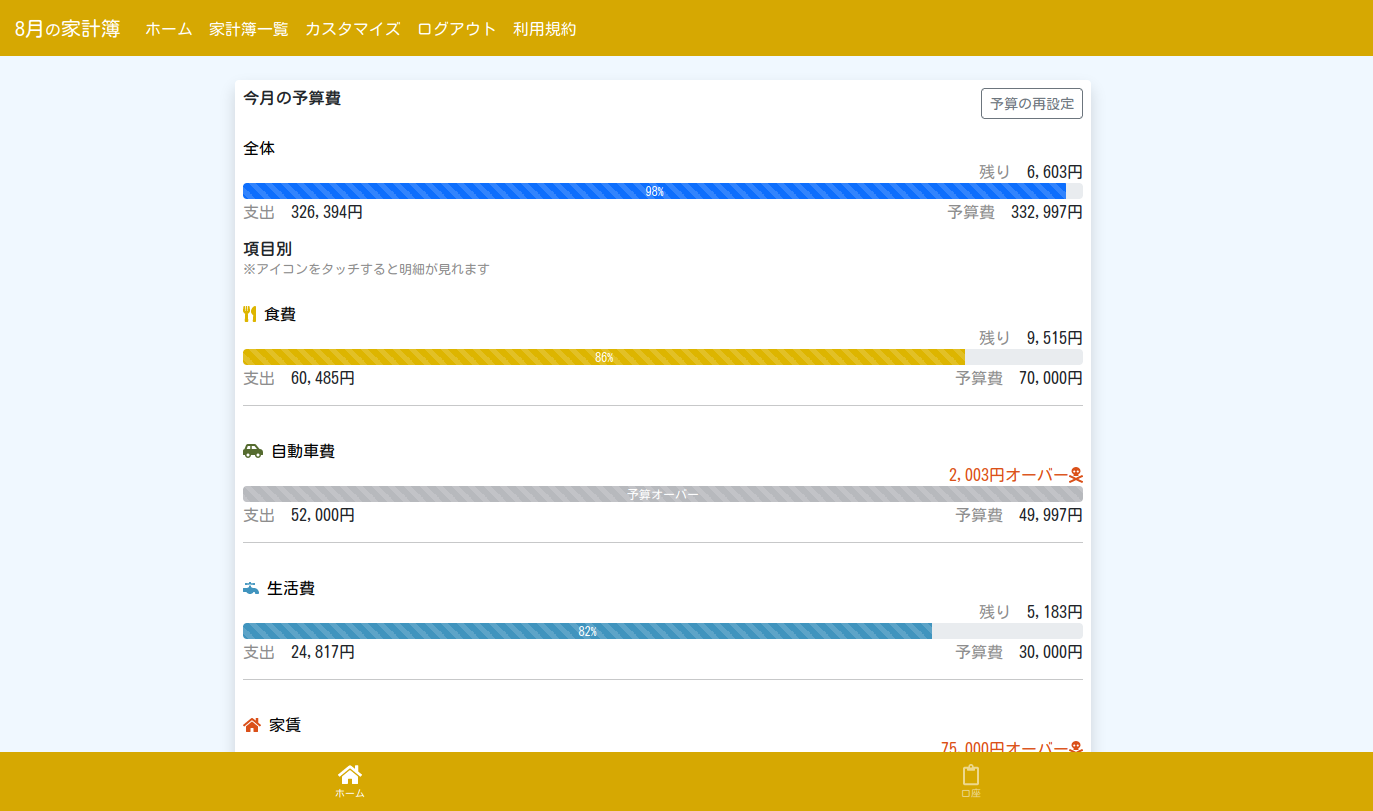 8月の家計簿 ホーム 家計簿一覧 カスタマイズ ログアウト 利用規約
今月の予算費 予算の再設定
全体
残り 6,603円
98%
支出 326,394円 予算費 332,997円
項目別
※アイコンをタッチすると明細が見れます
食費
残り 9,515円
86%
支出 60,485円 予算費 70,000円
自動車費
2,003円オーバー
予算オーバー
支出 52,000円 予算費 49,997円
生活費
残り 5,183円
82%
支出 24,817円 予算費 30,000円
家賃
75,000円オーバー
ホーム 口座